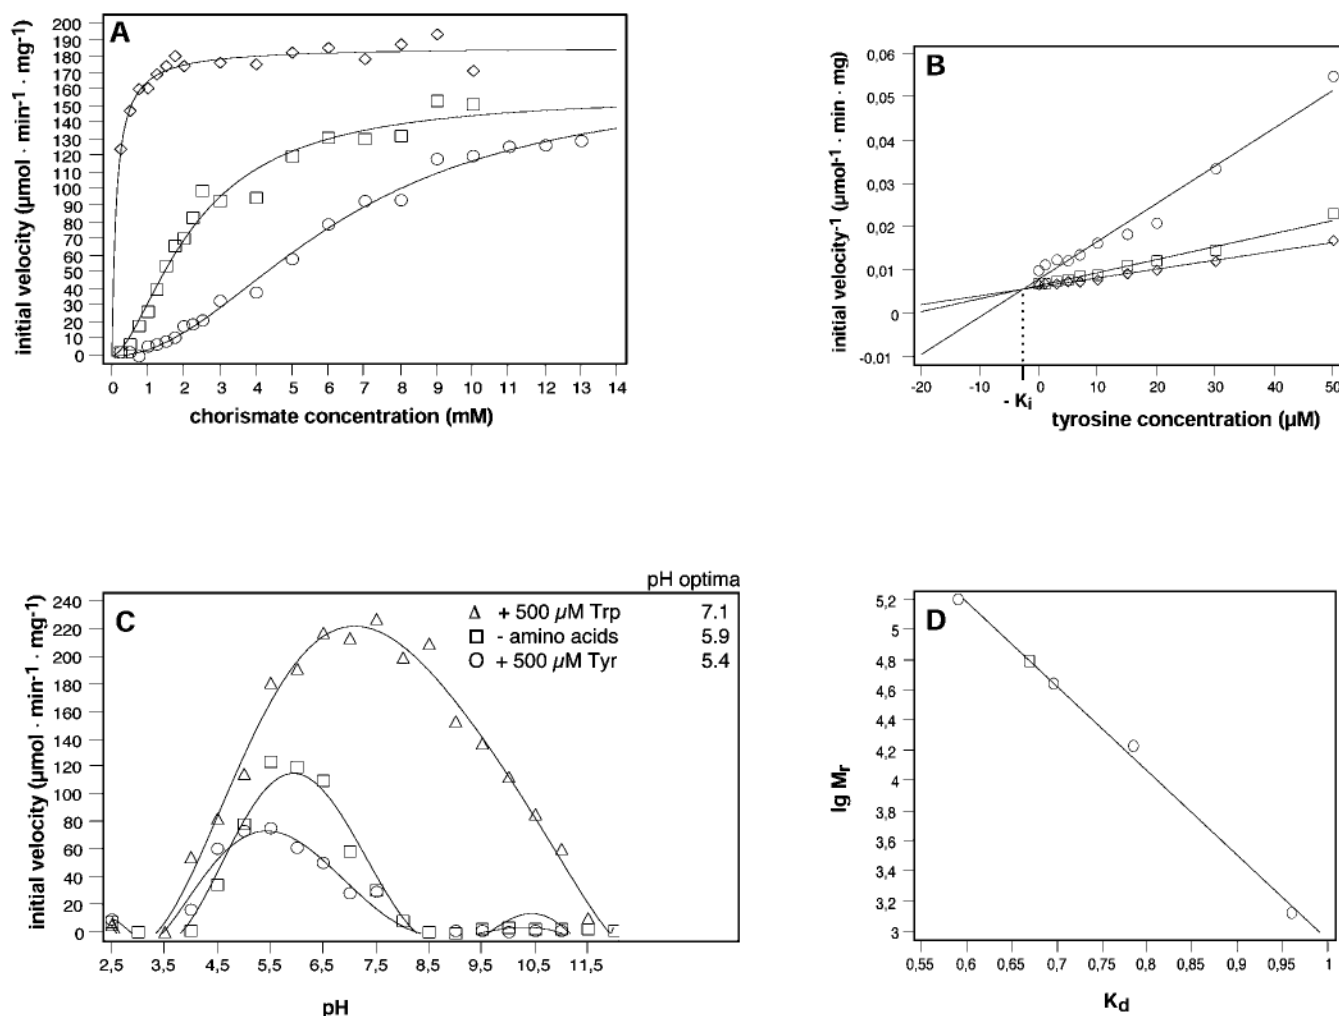 A
initial velocity (µmol · min⁻¹ · mg⁻¹)
200
190
180
170
160
150
140
130
120
110
100
90
80
70
60
50
40
30
20
10
0
0 1 2 3 4 5 6 7 8 9 10 11 12 13 14
chorismate concentration (mM)
B
initial velocity⁻¹ (µmol⁻¹ · min · mg)
0,06
0,05
0,04
0,03
0,02
0,01
0
-0.01
-20 -10 0 10 20 30 40 50
- Kᵢ
tyrosine concentration (µM)
C
pH optima
△ + 500 µM Trp 7.1
□ - amino acids 5.9
○ + 500 µM Tyr 5.4
initial velocity (µmol · min⁻¹ · mg⁻¹)
240
220
200
180
160
140
120
100
80
60
40
20
0
2,5 3,5 4,5 5,5 6,5 7,5 8,5 9,5 10,5 11,5
pH
D
lg Mᵣ
5,2
5
4,8
4,6
4,4
4,2
4
3,8
3,6
3,4
3,2
3
0,55 0,6 0,65 0,7 0,75 0,8 0,85 0,9 0,95 1
K_d